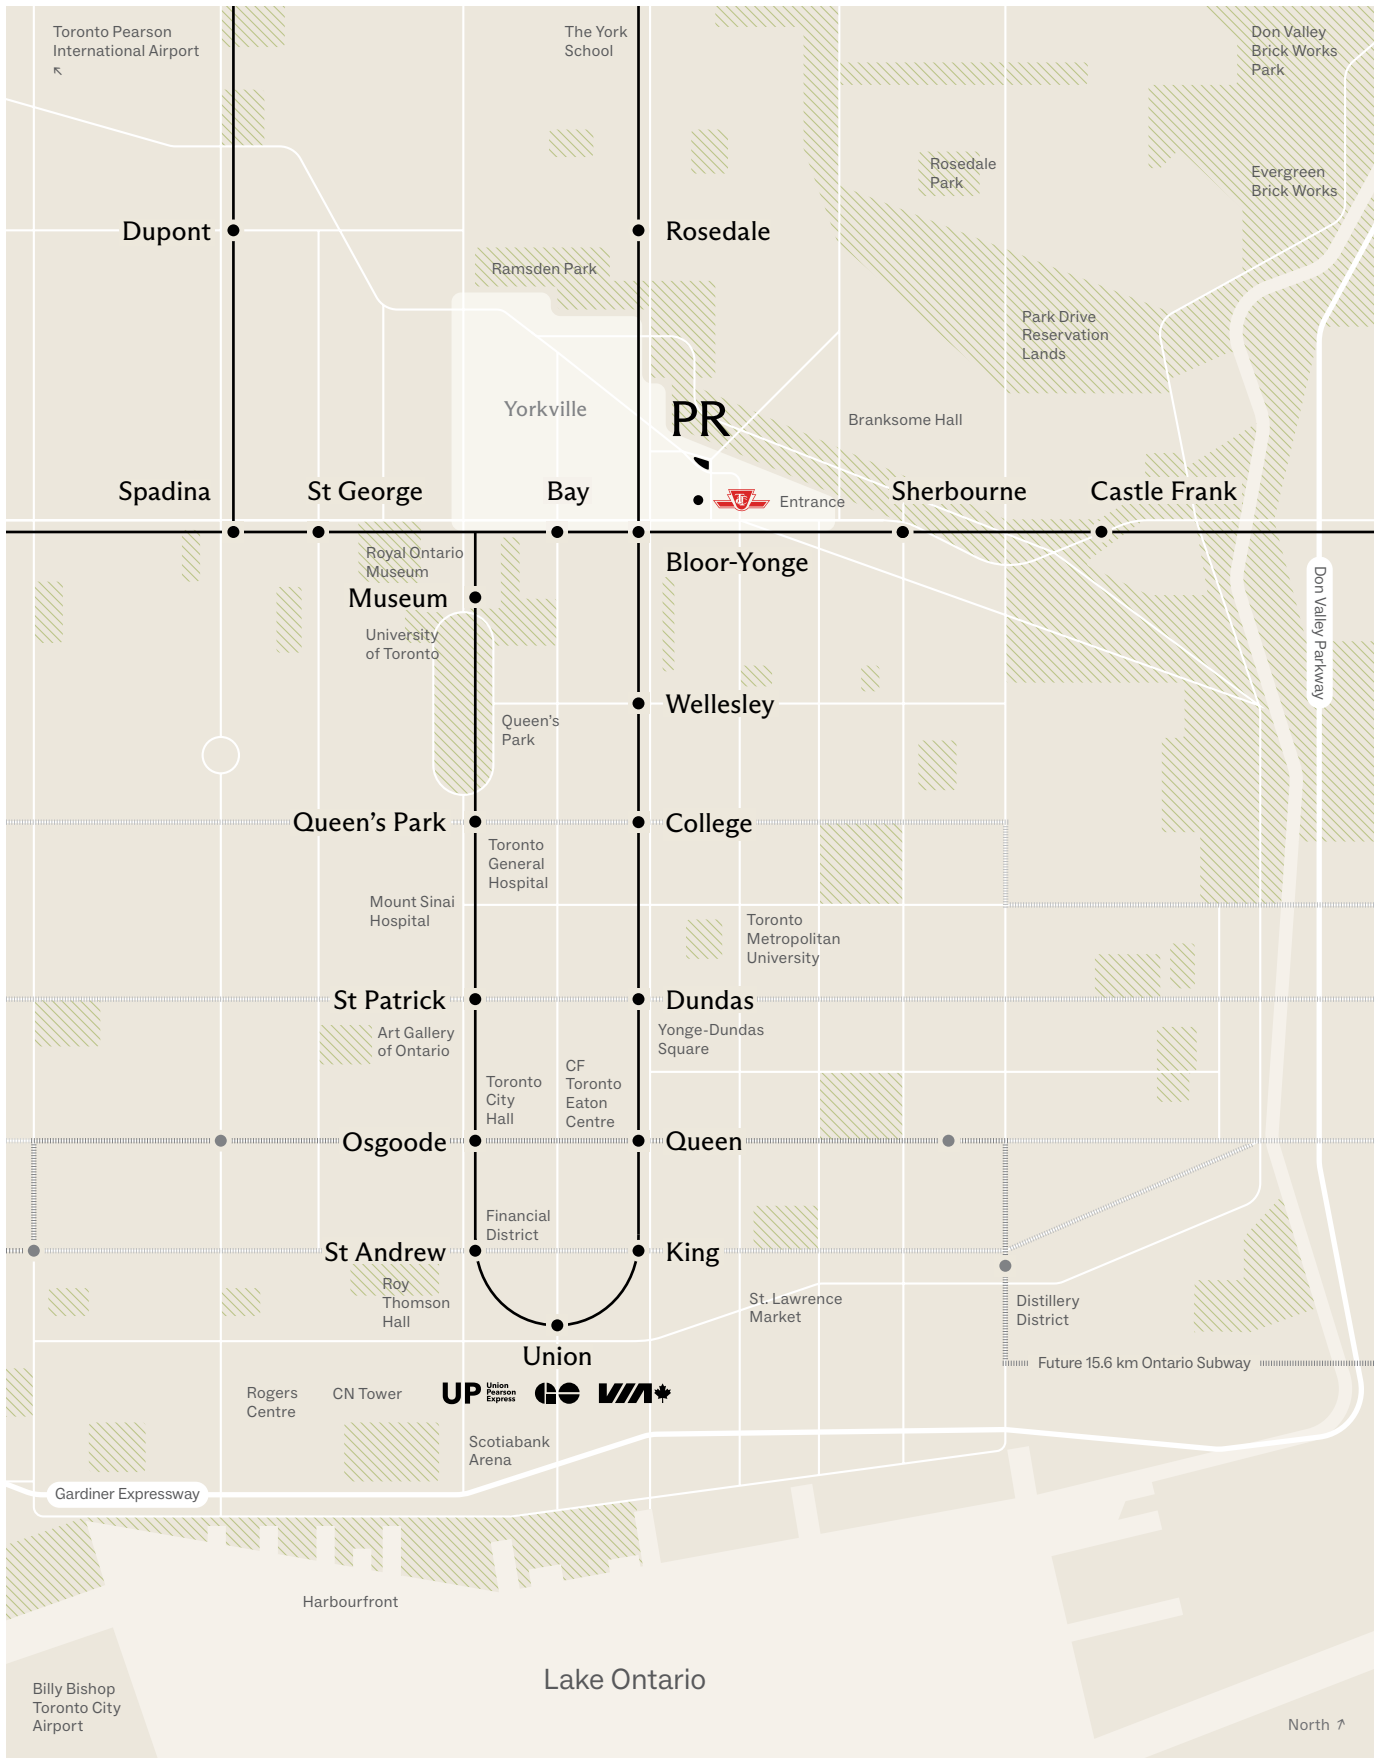 Toronto Pearson
International Airport
↖
The York
School
Don Valley
Brick Works
Park
Rosedale
Park
Evergreen
Brick Works
Dupont
Rosedale
Ramsden Park
Park Drive
Reservation
Lands
Yorkville
PR
Branksome Hall
Spadina
St George
Bay
Entrance
Sherbourne
Castle Frank
Royal Ontario
Museum
Bloor-Yonge
Museum
University
of Toronto
Don Valley Parkway
Wellesley
Queen's
Park
Queen's Park
College
Toronto
General
Hospital
Mount Sinai
Hospital
Toronto
Metropolitan
University
St Patrick
Dundas
Art Gallery
of Ontario
Yonge-Dundas
Square
Toronto
City
Hall
CF
Toronto
Eaton
Centre
Osgoode
Queen
Financial
District
St Andrew
King
Roy
Thomson
Hall
St. Lawrence
Market
Distillery
District
Union
Future 15.6 km Ontario Subway
Rogers
Centre
CN Tower
UP
Union
Pearson
Express
GO
VIA
Scotiabank
Arena
Gardiner Expressway
Harbourfront
Lake Ontario
Billy Bishop
Toronto City
Airport
North ↗